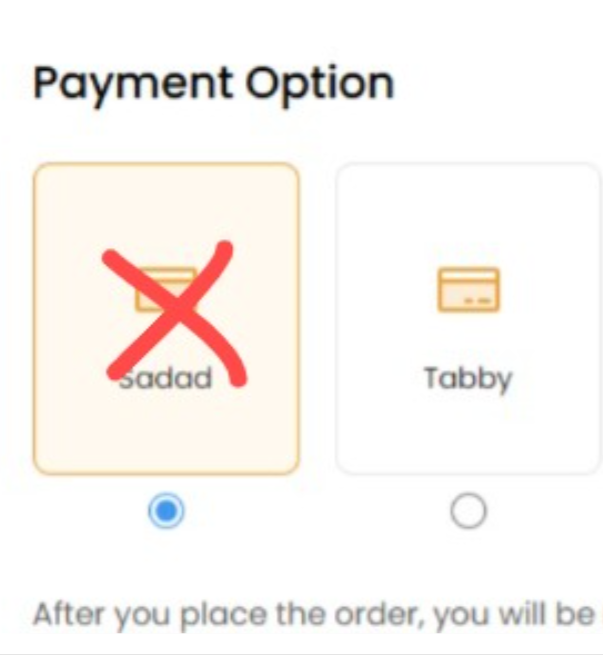 Payment Option
Sadad Tabby
After you place the order, you will be